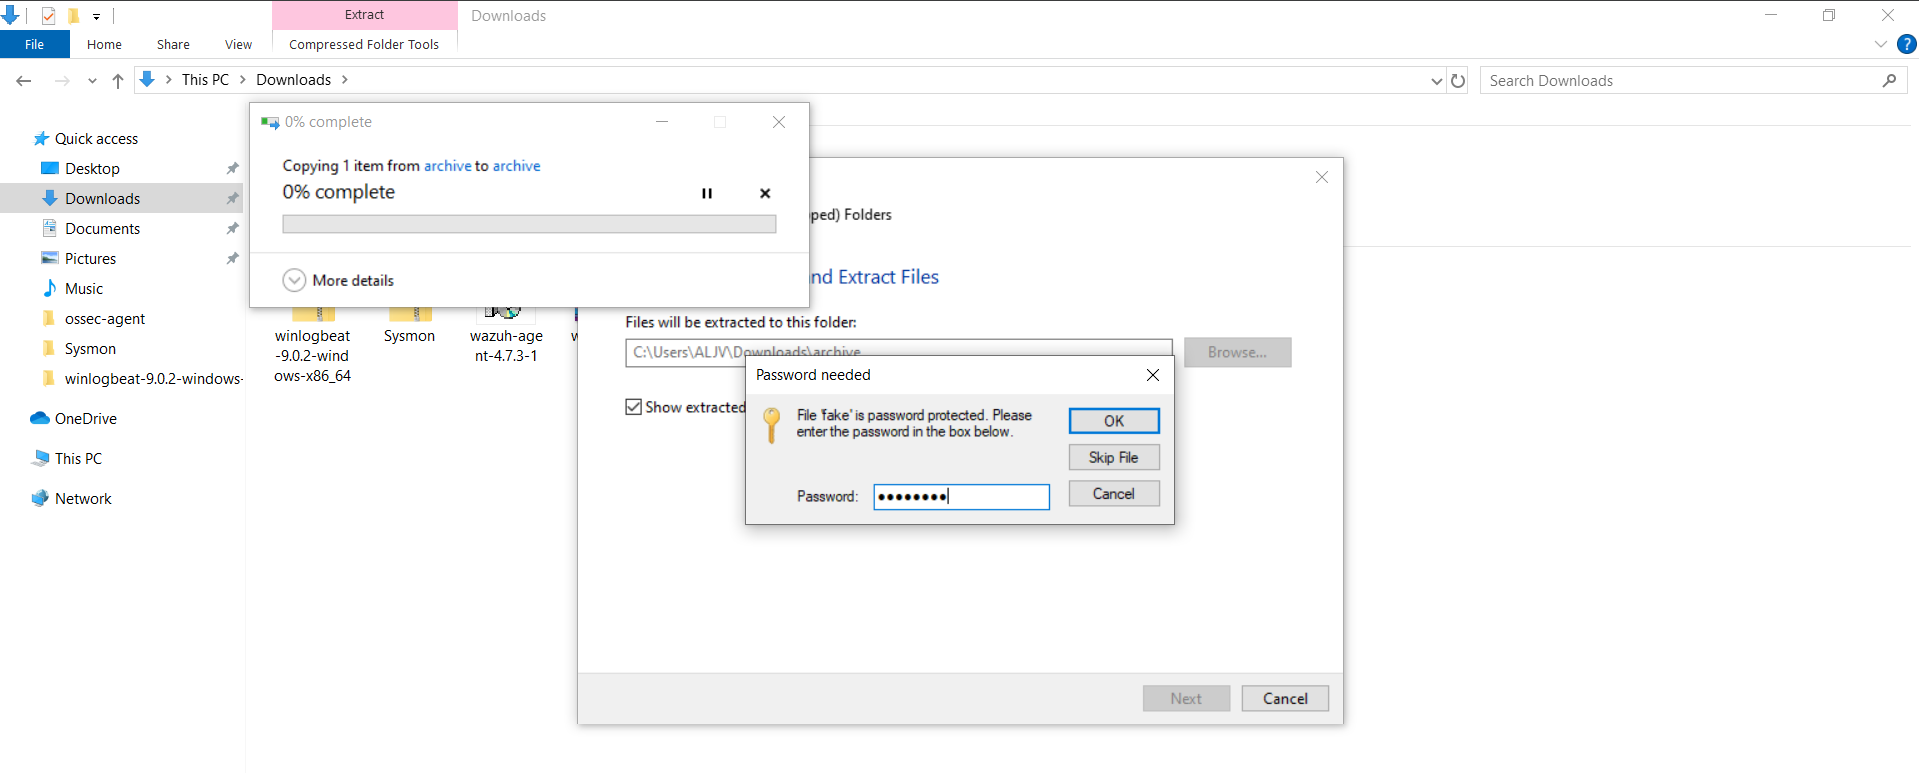 Extract
Downloads
File
Home
Share
View
Compressed Folder Tools
?
This PC
Downloads
Search Downloads
0% complete
Quick access
Desktop
Downloads
Documents
Pictures
Music
ossec-agent
Sysmon
winlogbeat-9.0.2-windows-
OneDrive
This PC
Network
Copying 1 item from archive to archive
0% complete
More details
ped) Folders
nd Extract Files
winlogbeat
-9.0.2-wind
ows-x86_64
Sysmon
wazuh-age
nt-4.7.3-1
w
Files will be extracted to this folder:
C:\Users\ALJV\Downloads\archive
Browse...
Show extracted
Password needed
File 'fake' is password protected. Please
enter the password in the box below.
OK
Skip File
Password:
Cancel
Next
Cancel